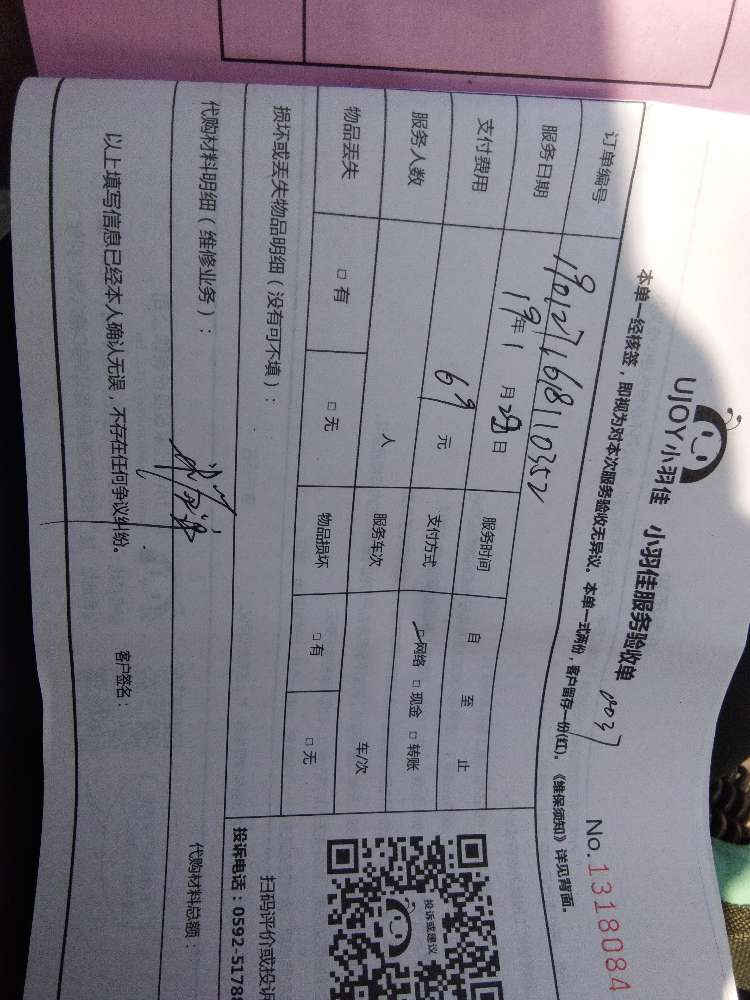 UJOY小羽佳 小羽佳服务验收单
No.1318084
本单一经核签，即视为对本次服务验收无异议。本单一式两份，客户留存一份(红)。《维保须知》详见背面。
订单编号 190127168110352
服务日期 19年1月28日 服务时间 自 至 止
支付费用 69元 支付方式 □网络 □现金 □转账
服务人数 人 服务车次 车/次
物品丢失 □有 □无 物品损坏 □有 □无
损坏或丢失物品明细（没有可不填）：
投诉或建议
扫码评价或投诉
投诉电话：0592-5178
代购材料明细（维修业务）： 代购材料总额：
以上填写信息已经本人确认无误，不存在任何争议纠纷。 客户签名：